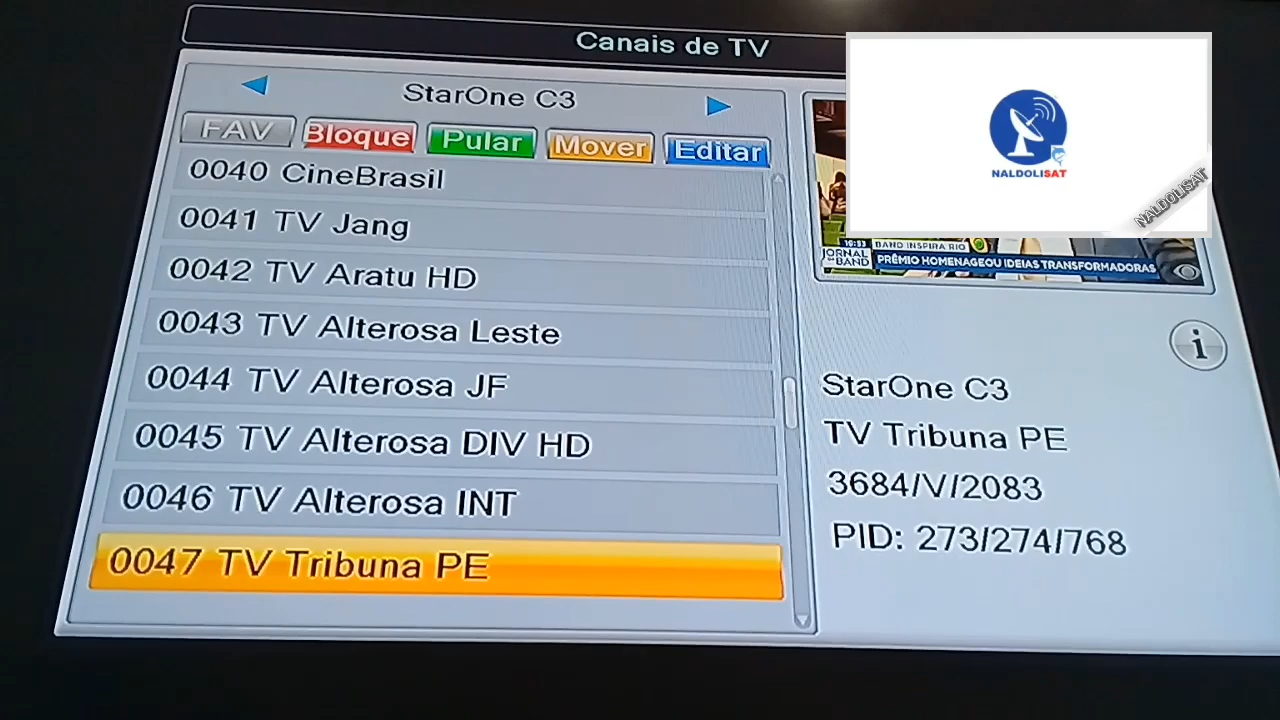 Canais de TV
StarOne C3
FAV Bloque Pular Mover Editar
0040 CineBrasil
0041 TV Jang
0042 TV Aratu HD
0043 TV Alterosa Leste
0044 TV Alterosa JF
0045 TV Alterosa DIV HD
0046 TV Alterosa INT
0047 TV Tribuna PE
NALDOLISAT
NALDOLISAT
19:53 BAND INSPIRA RIO
JORNAL DA BAND
PRÊMIO HOMENAGEOU IDEIAS TRANSFORMADORAS
i
StarOne C3
TV Tribuna PE
3684/V/2083
PID: 273/274/768